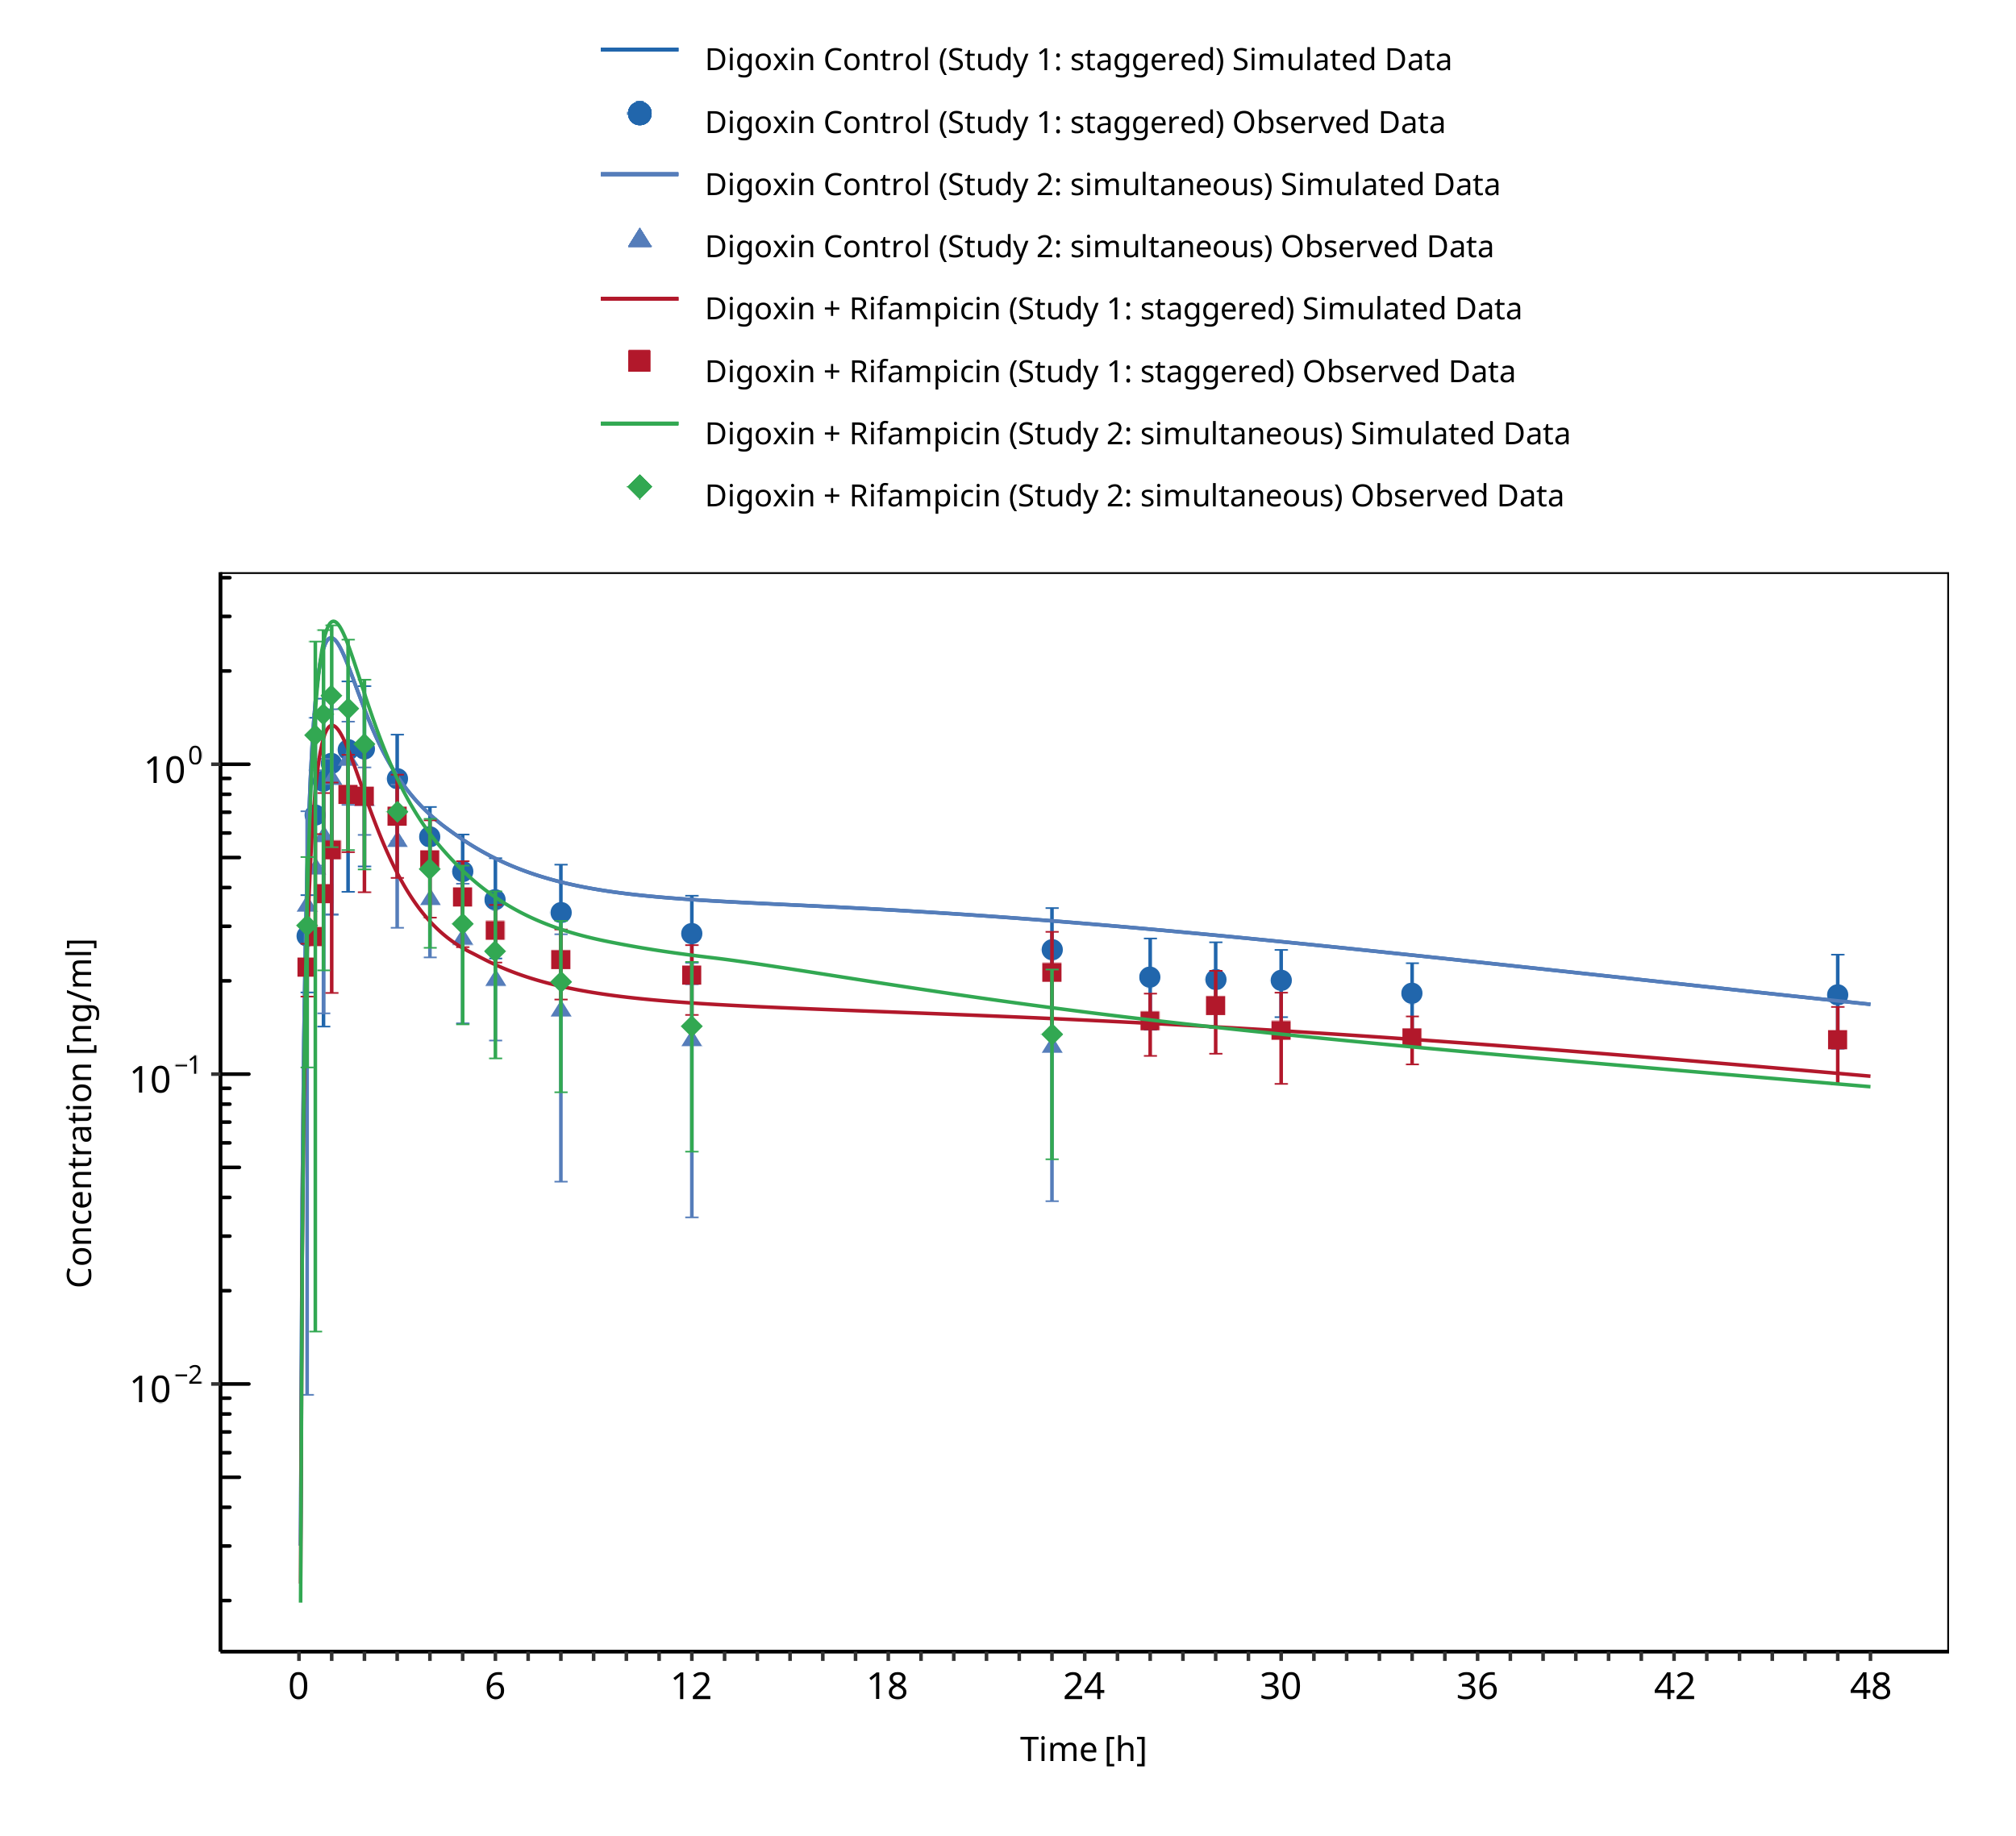 Digoxin Control (Study 1: staggered) Simulated Data
Digoxin Control (Study 1: staggered) Observed Data
Digoxin Control (Study 2: simultaneous) Simulated Data
Digoxin Control (Study 2: simultaneous) Observed Data
Digoxin + Rifampicin (Study 1: staggered) Simulated Data
Digoxin + Rifampicin (Study 1: staggered) Observed Data
Digoxin + Rifampicin (Study 2: simultaneous) Simulated Data
Digoxin + Rifampicin (Study 2: simultaneous) Observed Data
10⁰
10⁻¹
10⁻²
Concentration [ng/ml]
0 6 12 18 24 30 36 42 48
Time [h]